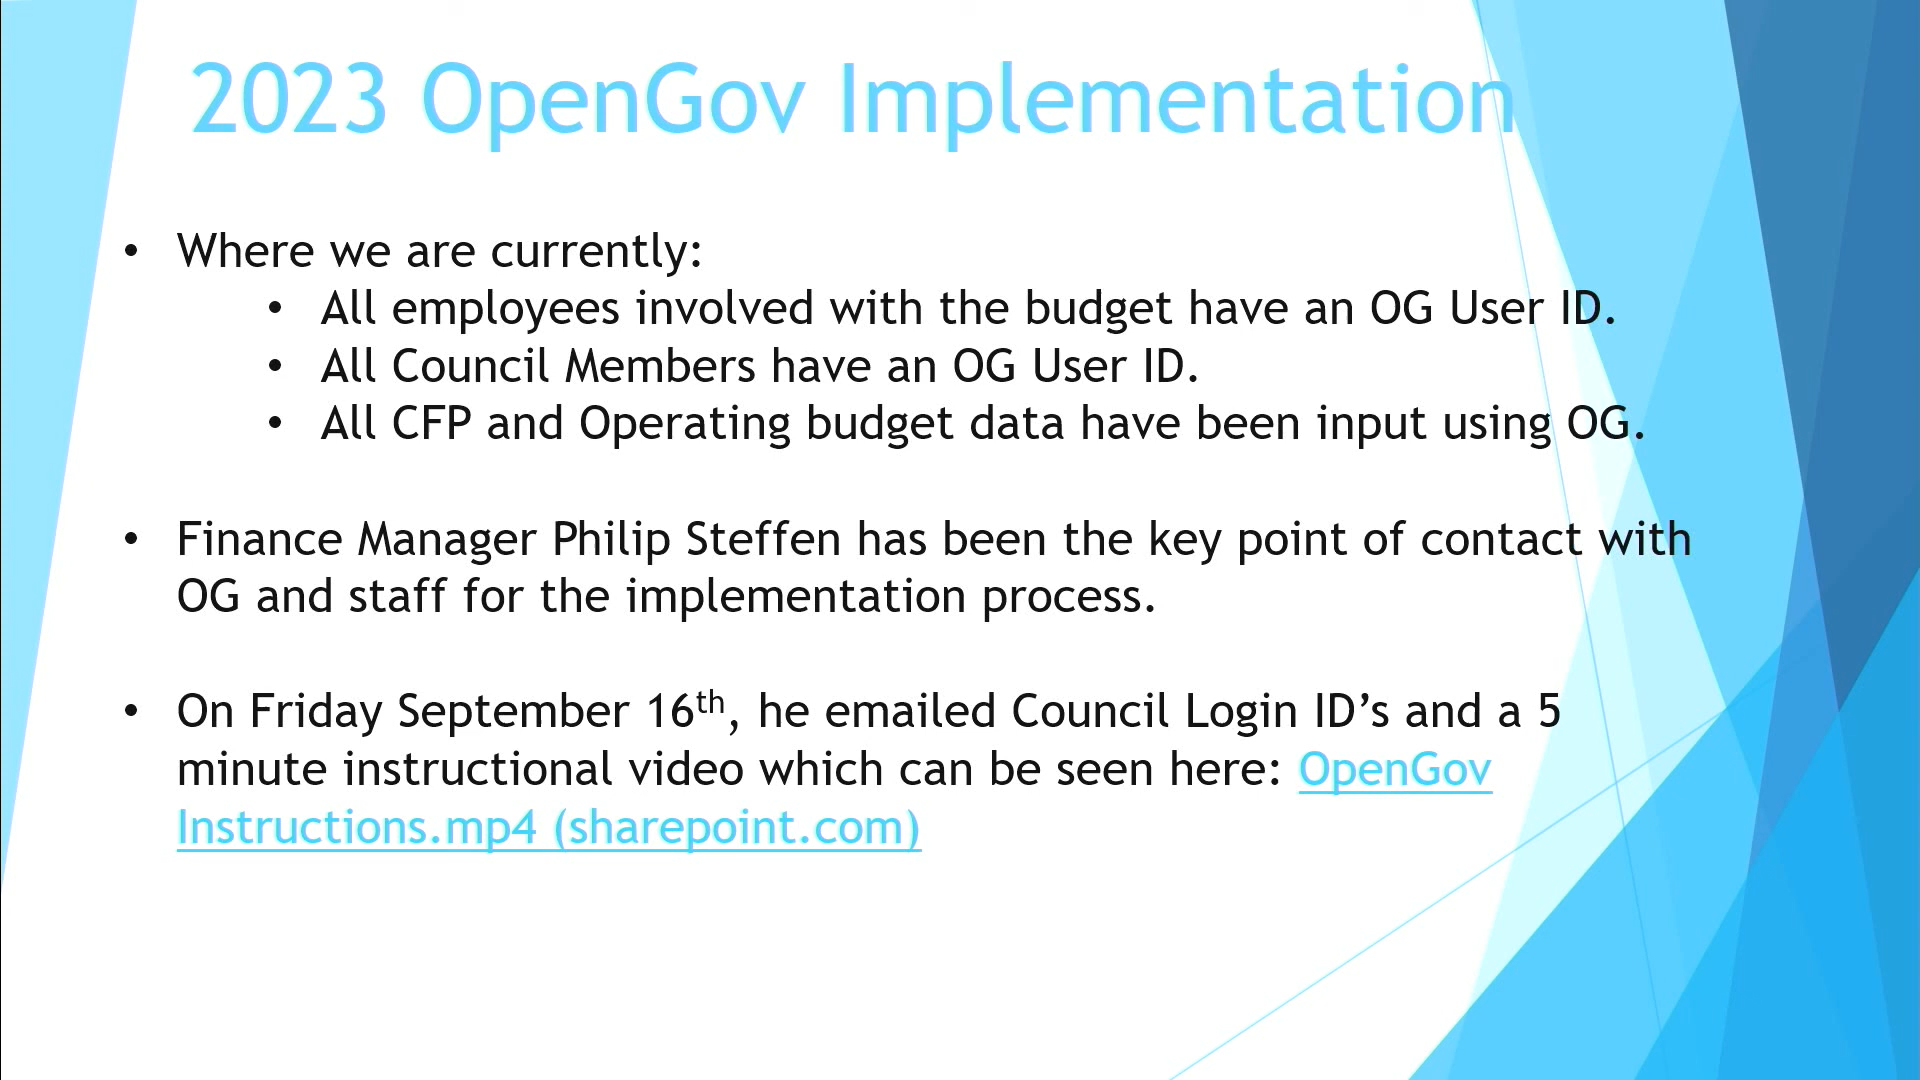 2023 OpenGov Implementation
• Where we are currently:
• All employees involved with the budget have an OG User ID.
• All Council Members have an OG User ID.
• All CFP and Operating budget data have been input using OG.
• Finance Manager Philip Steffen has been the key point of contact with
OG and staff for the implementation process.
• On Friday September 16th, he emailed Council Login ID’s and a 5
minute instructional video which can be seen here: OpenGov
Instructions.mp4 (sharepoint.com)